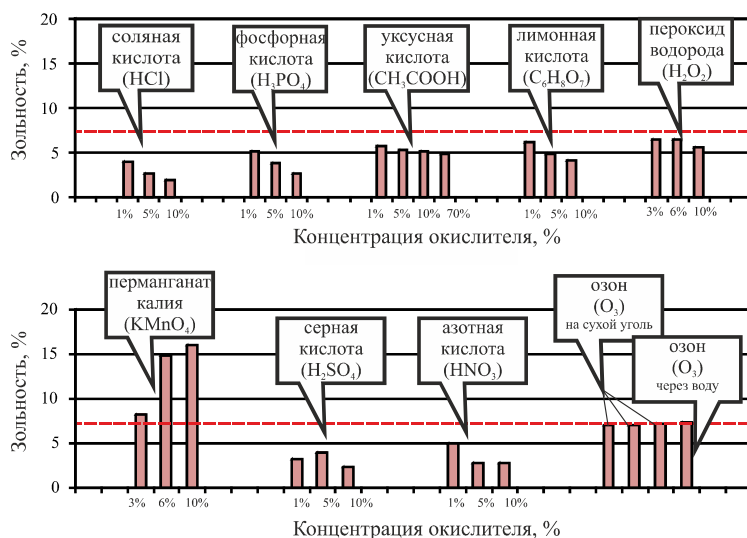 соляная
кислота
(HCl)
фосфорная
кислота
(H₃PO₄)
уксусная
кислота
(CH₃COOH)
лимонная
кислота
(C₆H₈O₇)
пероксид
водорода
(H₂O₂)
Зольность, %
20
15
10
5
0
1% 5% 10%
1% 5% 10%
1% 5% 10% 70%
1% 5% 10%
3% 6% 10%
Концентрация окислителя, %
перманганат
калия
(KMnO₄)
серная
кислота
(H₂SO₄)
азотная
кислота
(HNO₃)
озон
(O₃)
на сухой уголь
озон
(O₃)
через воду
Зольность, %
20
15
10
5
0
3% 6% 10%
1% 5% 10%
1% 5% 10%
Концентрация окислителя, %